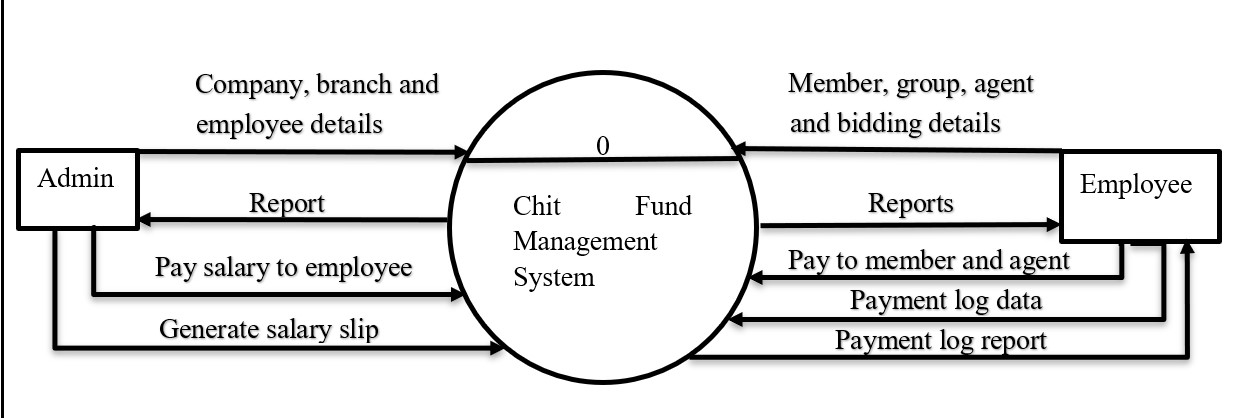 Company, branch and
employee details
Member, group, agent
and bidding details
0
Admin
Employee
Report
Chit Fund
Management
System
Reports
Pay salary to employee
Pay to member and agent
Payment log data
Generate salary slip
Payment log report